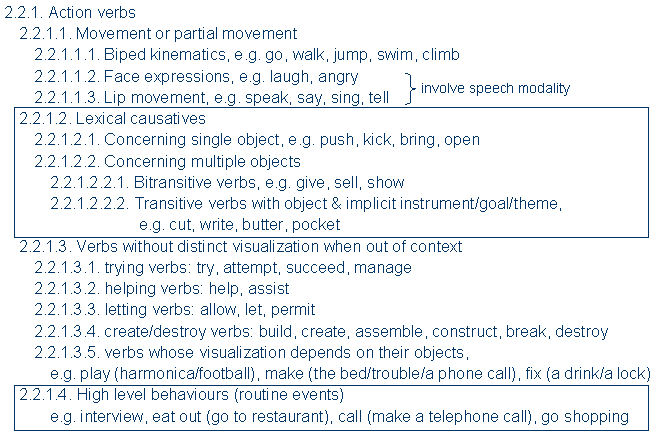 2.2.1. Action verbs
2.2.1.1. Movement or partial movement
2.2.1.1.1. Biped kinematics, e.g. go, walk, jump, swim, climb
2.2.1.1.2. Face expressions, e.g. laugh, angry
involve speech modality
2.2.1.1.3. Lip movement, e.g. speak, say, sing, tell
2.2.1.2. Lexical causatives
2.2.1.2.1. Concerning single object, e.g. push, kick, bring, open
2.2.1.2.2. Concerning multiple objects
2.2.1.2.2.1. Bitransitive verbs, e.g. give, sell, show
2.2.1.2.2.2. Transitive verbs with object & implicit instrument/goal/theme,
e.g. cut, write, butter, pocket
2.2.1.3. Verbs without distinct visualization when out of context
2.2.1.3.1. trying verbs: try, attempt, succeed, manage
2.2.1.3.2. helping verbs: help, assist
2.2.1.3.3. letting verbs: allow, let, permit
2.2.1.3.4. create/destroy verbs: build, create, assemble, construct, break, destroy
2.2.1.3.5. verbs whose visualization depends on their objects,
e.g. play (harmonica/football), make (the bed/trouble/a phone call), fix (a drink/a lock)
2.2.1.4. High level behaviours (routine events)
e.g. interview, eat out (go to restaurant), call (make a telephone call), go shopping